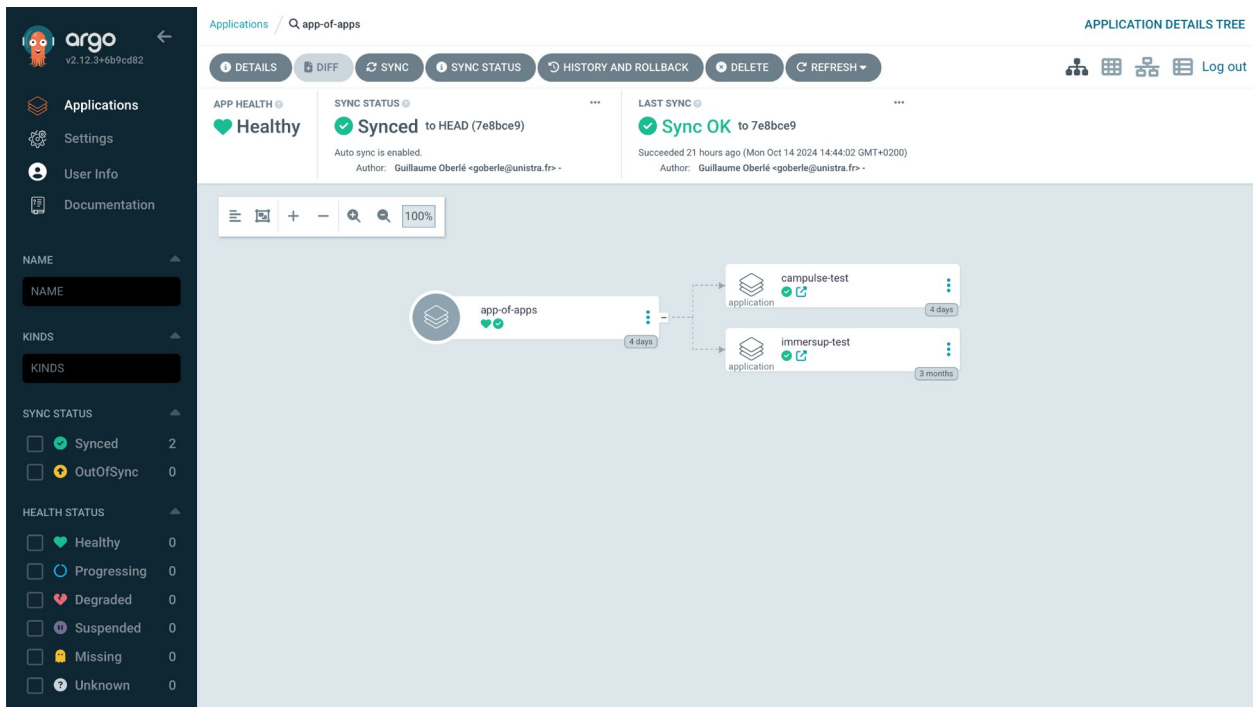 argo
v2.12.3+6b9cd82
Applications
Settings
User Info
Documentation
NAME
NAME
KINDS
KINDS
SYNC STATUS
Synced 2
OutOfSync 0
HEALTH STATUS
Healthy 0
Progressing 0
Degraded 0
Suspended 0
Missing 0
Unknown 0
Applications / app-of-apps
APPLICATION DETAILS TREE
DETAILS DIFF SYNC SYNC STATUS HISTORY AND ROLLBACK DELETE REFRESH Log out
APP HEALTH
Healthy
SYNC STATUS
Synced to HEAD (7e8bce9)
Auto sync is enabled.
Author: Guillaume Oberlé <goberle@unistra.fr> -
LAST SYNC
Sync OK to 7e8bce9
Succeeded 21 hours ago (Mon Oct 14 2024 14:44:02 GMT+0200)
Author: Guillaume Oberlé <goberle@unistra.fr> -
100%
app-of-apps
4 days
campulse-test
application
4 days
immersup-test
application
3 months